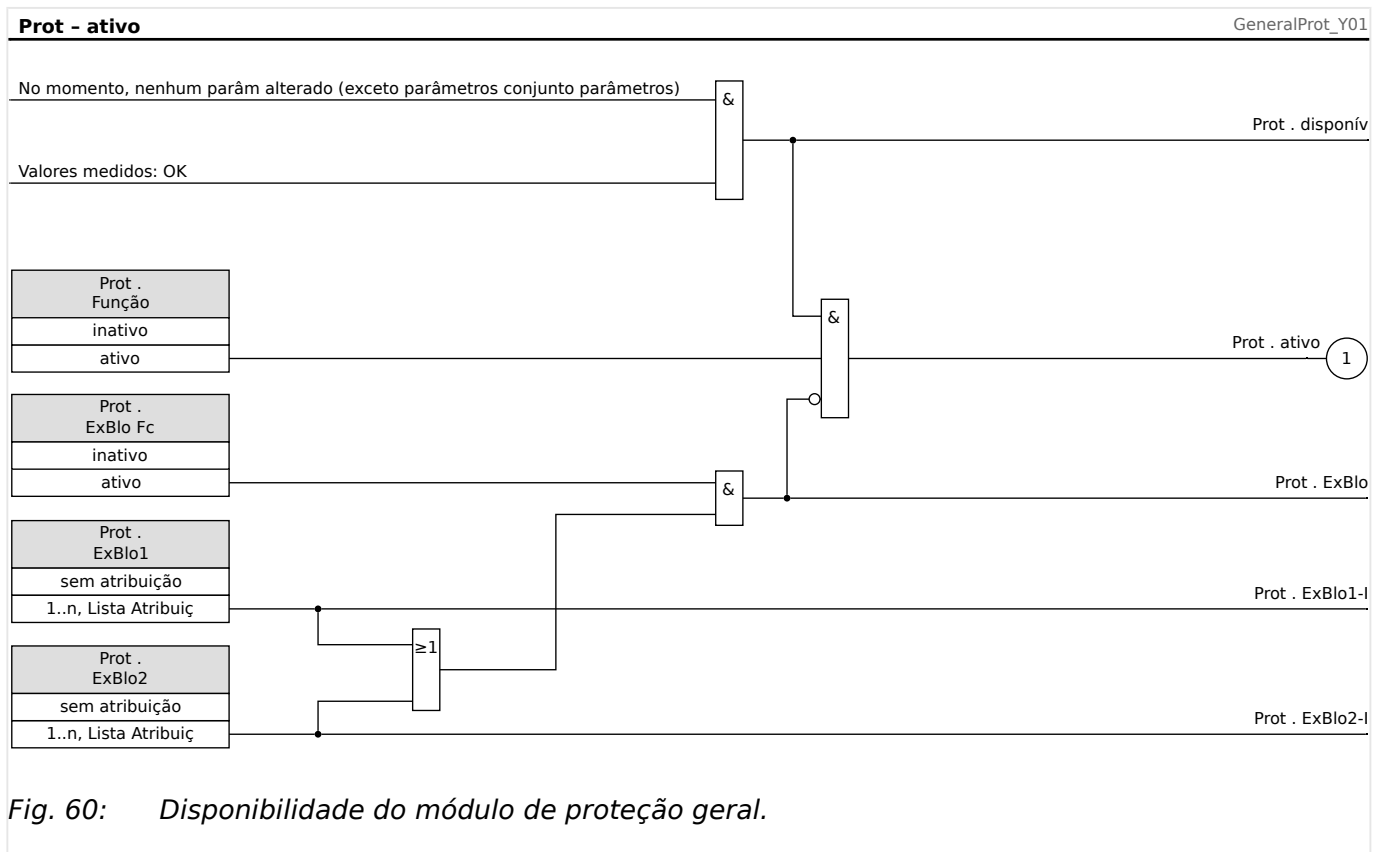 Prot – ativo
GeneralProt_Y01
No momento, nenhum parâm alterado (exceto parâmetros conjunto parâmetros)
&
Prot . disponív
Valores medidos: OK
Prot .
Função
inativo
ativo
&
Prot . ativo
1
Prot .
ExBlo Fc
inativo
ativo
&
Prot . ExBlo
Prot .
ExBlo1
sem atribuição
1..n, Lista Atribuiç
Prot . ExBlo1-I
≥1
Prot .
ExBlo2
sem atribuição
1..n, Lista Atribuiç
Prot . ExBlo2-I
Fig. 60: Disponibilidade do módulo de proteção geral.